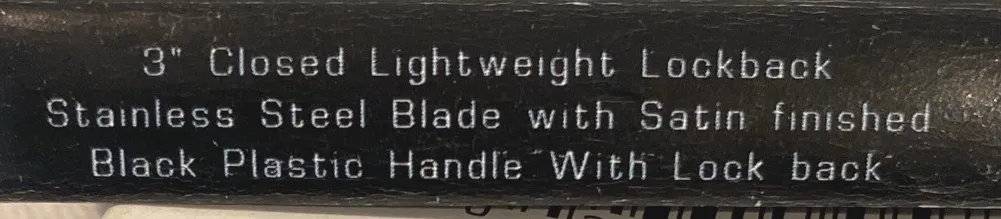 3" Closed Lightweight Lockback
Stainless Steel Blade with Satin finished
Black Plastic Handle With Lock back